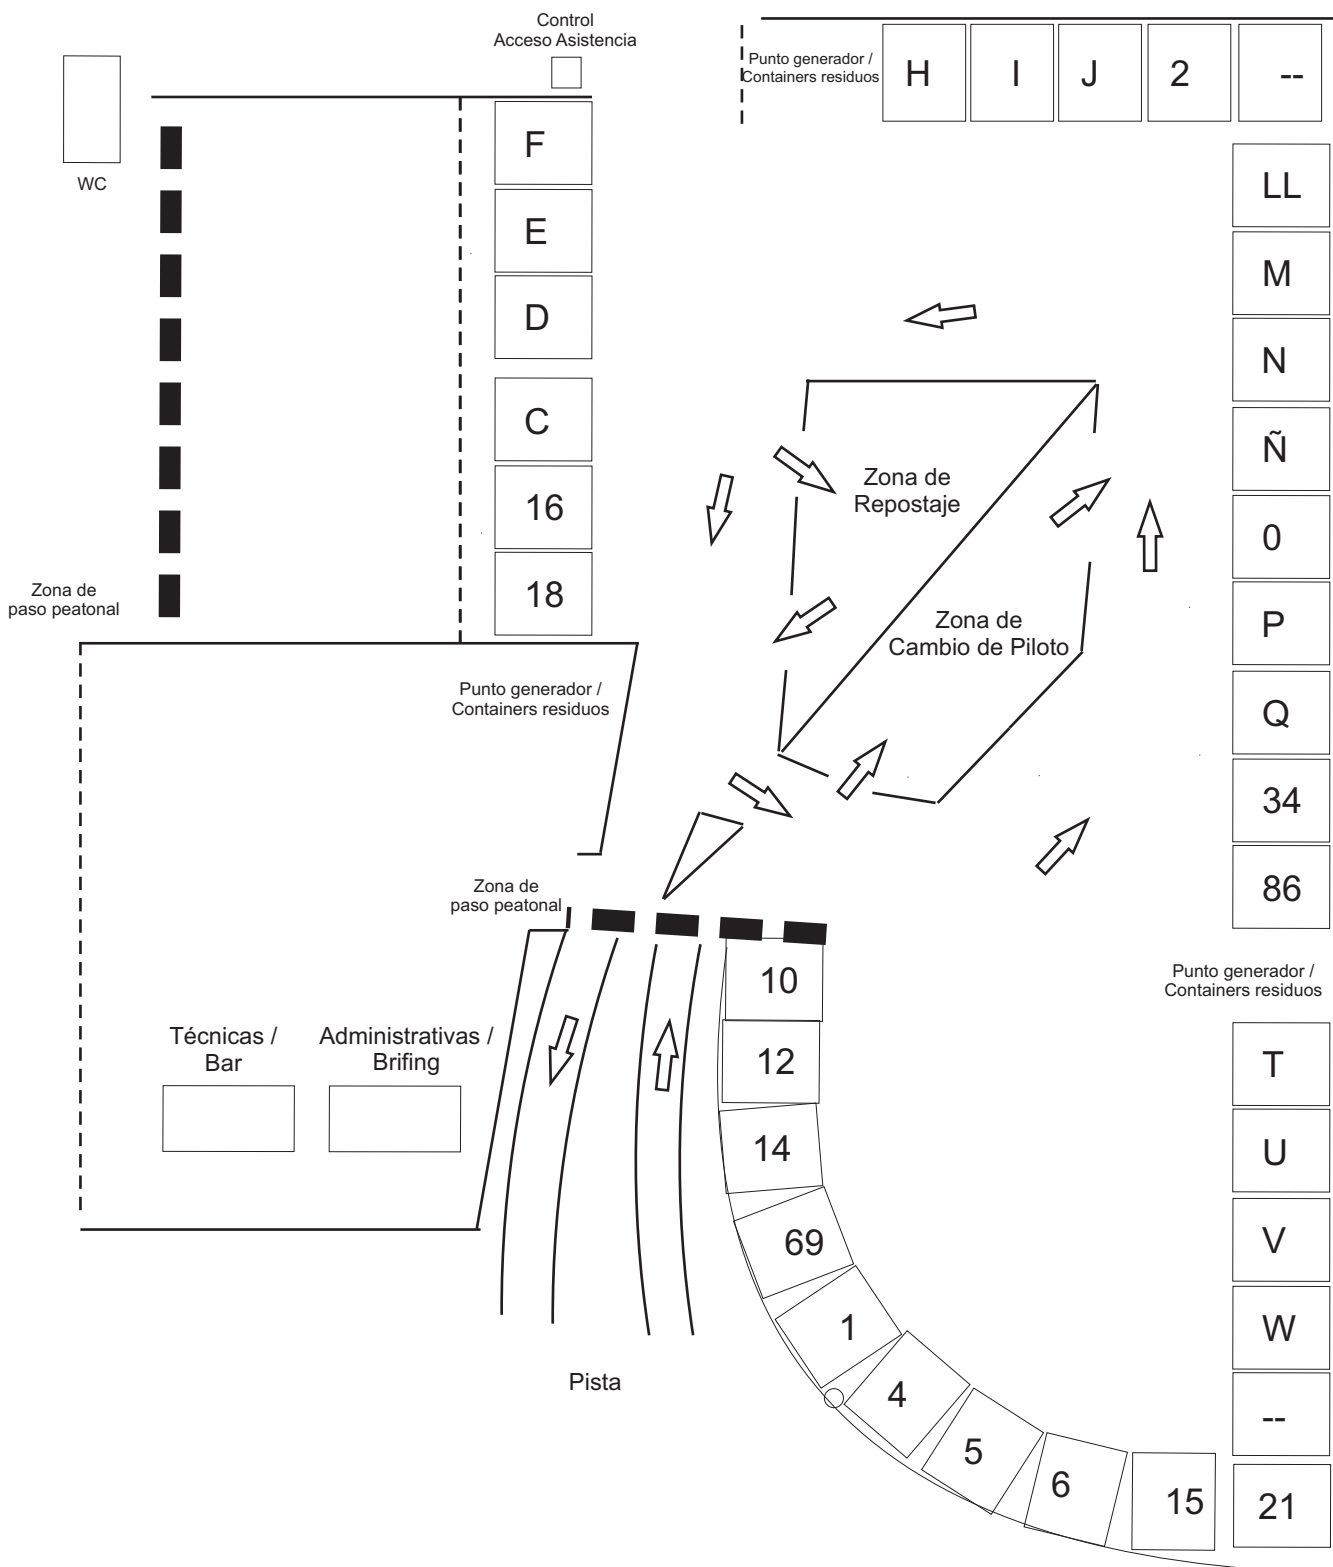 Control
Acceso Asistencia
Punto generador /
Containers residuos
H
I
J
2
--
WC
F
E
D
C
16
18
LL
M
N
Ñ
0
P
Q
34
86
Zona de
Repostaje
Zona de
Cambio de Piloto
Zona de
paso peatonal
Punto generador /
Containers residuos
Zona de
paso peatonal
Punto generador /
Containers residuos
Técnicas /
Bar
Administrativas /
Brifing
10
12
14
69
1
4
5
6
15
21
T
U
V
W
--
Pista